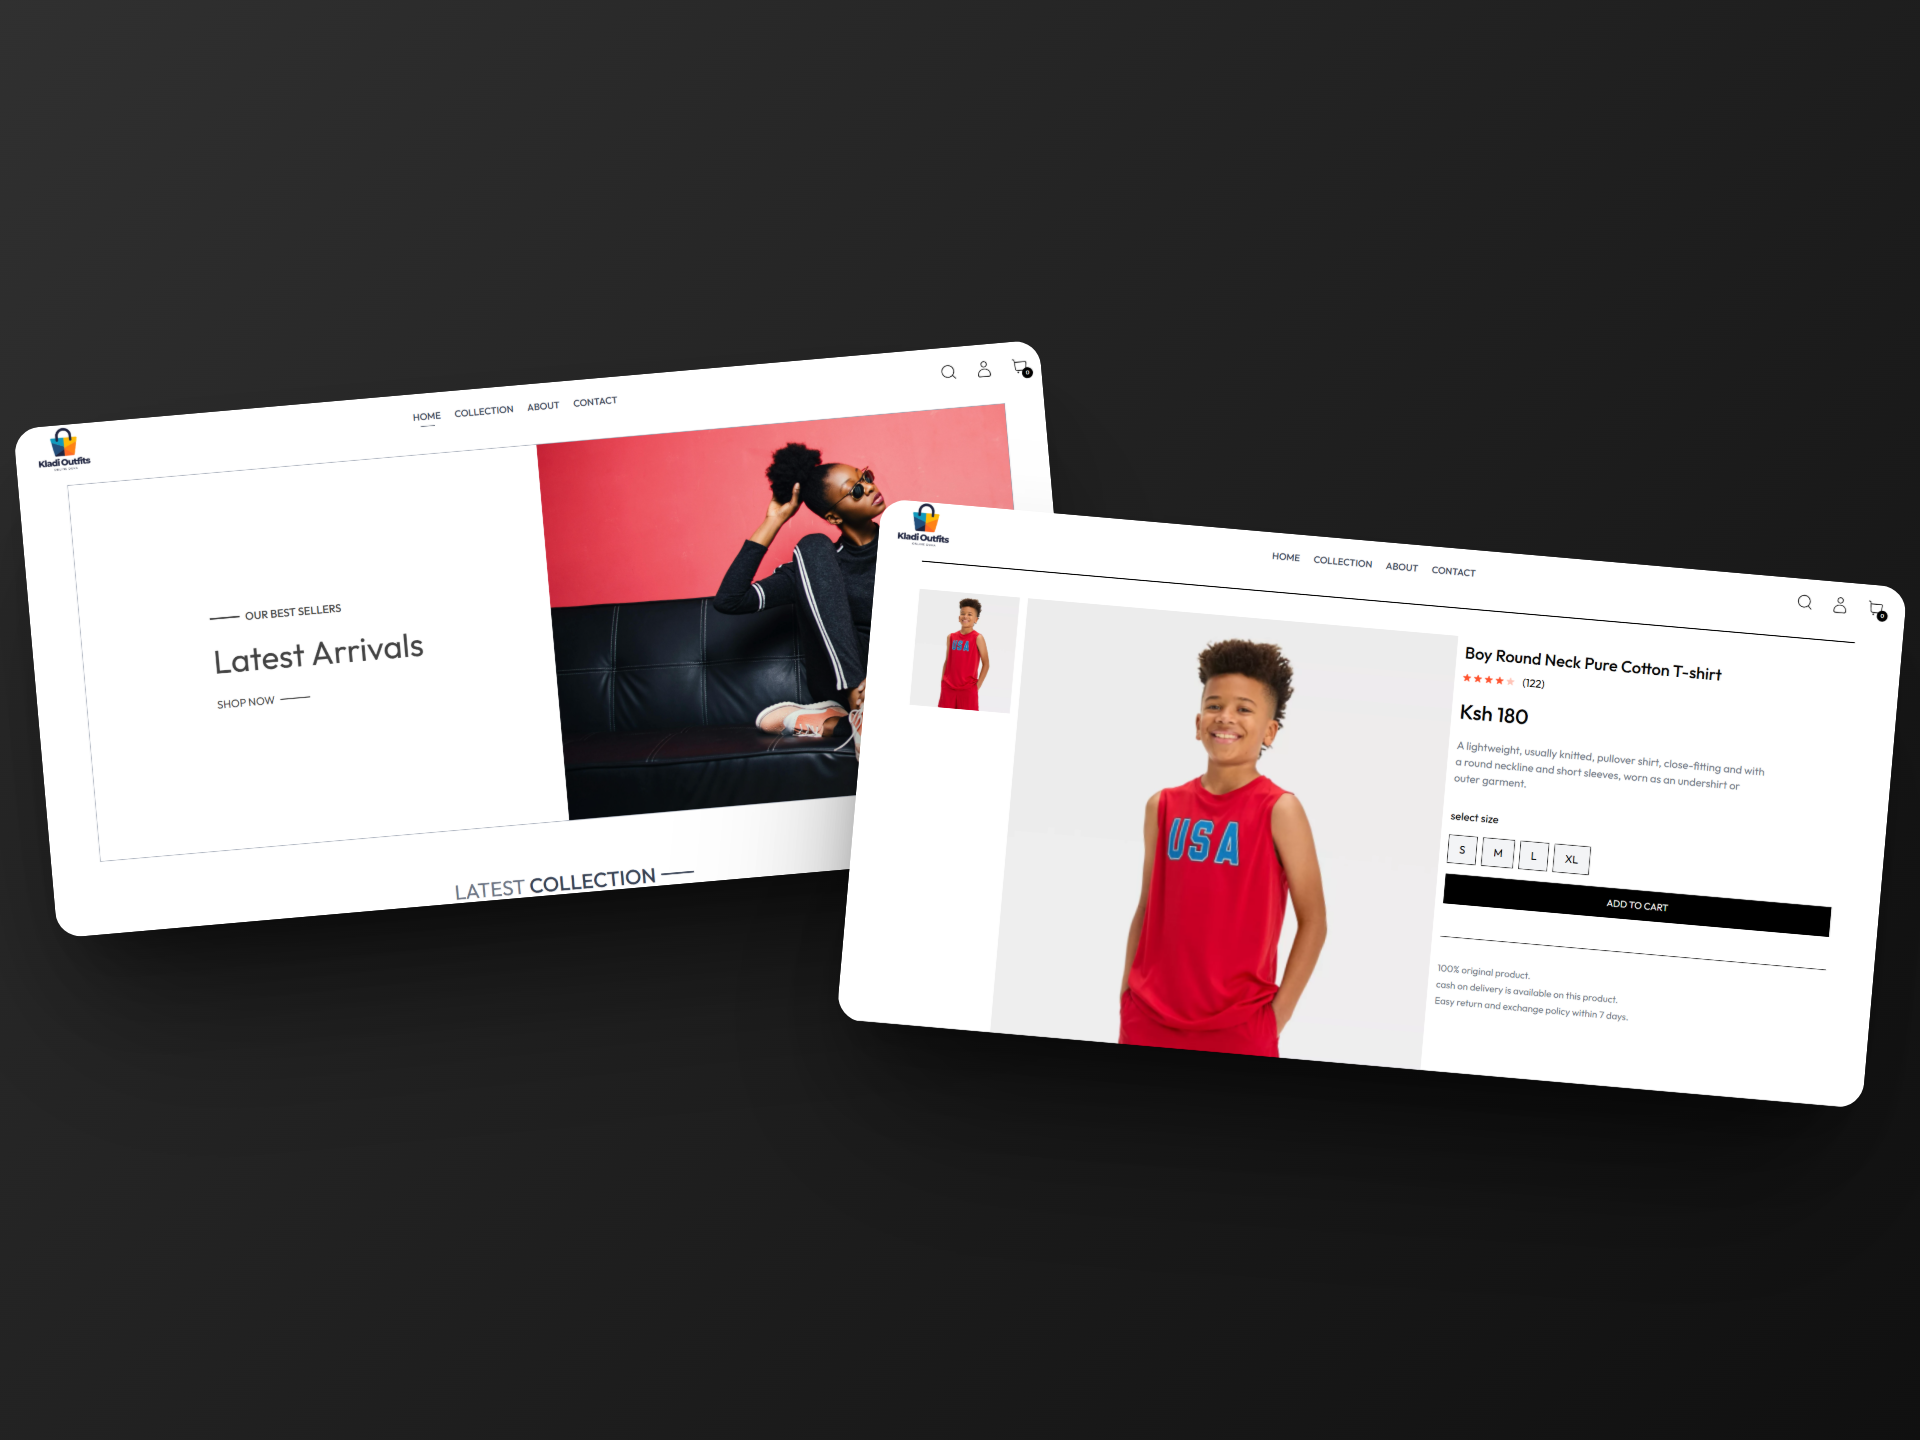 Kladi Outfits
HOME
COLLECTION
ABOUT
CONTACT
0
OUR BEST SELLERS
Latest Arrivals
SHOP NOW
LATEST COLLECTION
Kladi Outfits
HOME
COLLECTION
ABOUT
CONTACT
0
USA
USA
Boy Round Neck Pure Cotton T-shirt
(122)
Ksh 180
A lightweight, usually knitted, pullover shirt, close-fitting and with
a round neckline and short sleeves, worn as an undershirt or
outer garment.
select size
S
M
L
XL
ADD TO CART
100% original product.
cash on delivery is available on this product.
Easy return and exchange policy within 7 days.